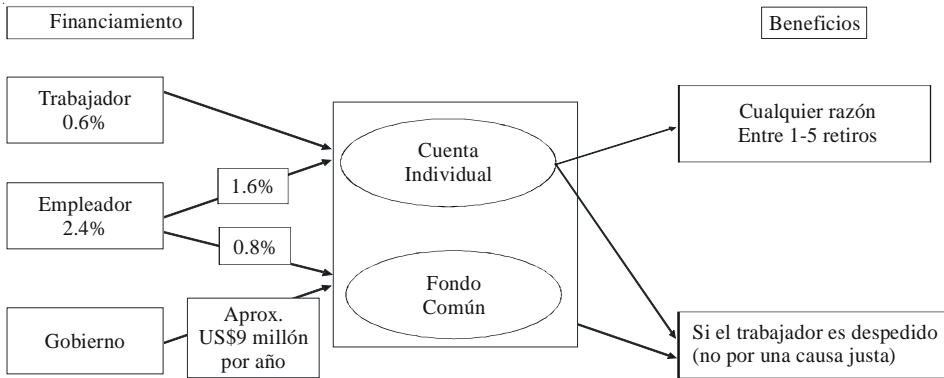 Financiamiento
Beneficios
Trabajador
0.6%
Empleador
2.4%
Gobierno
1.6%
0.8%
Aprox.
US$9 millón
por año
Cuenta
Individual
Fondo
Común
Cualquier razón
Entre 1-5 retiros
Si el trabajador es despedido
(no por una causa justa)